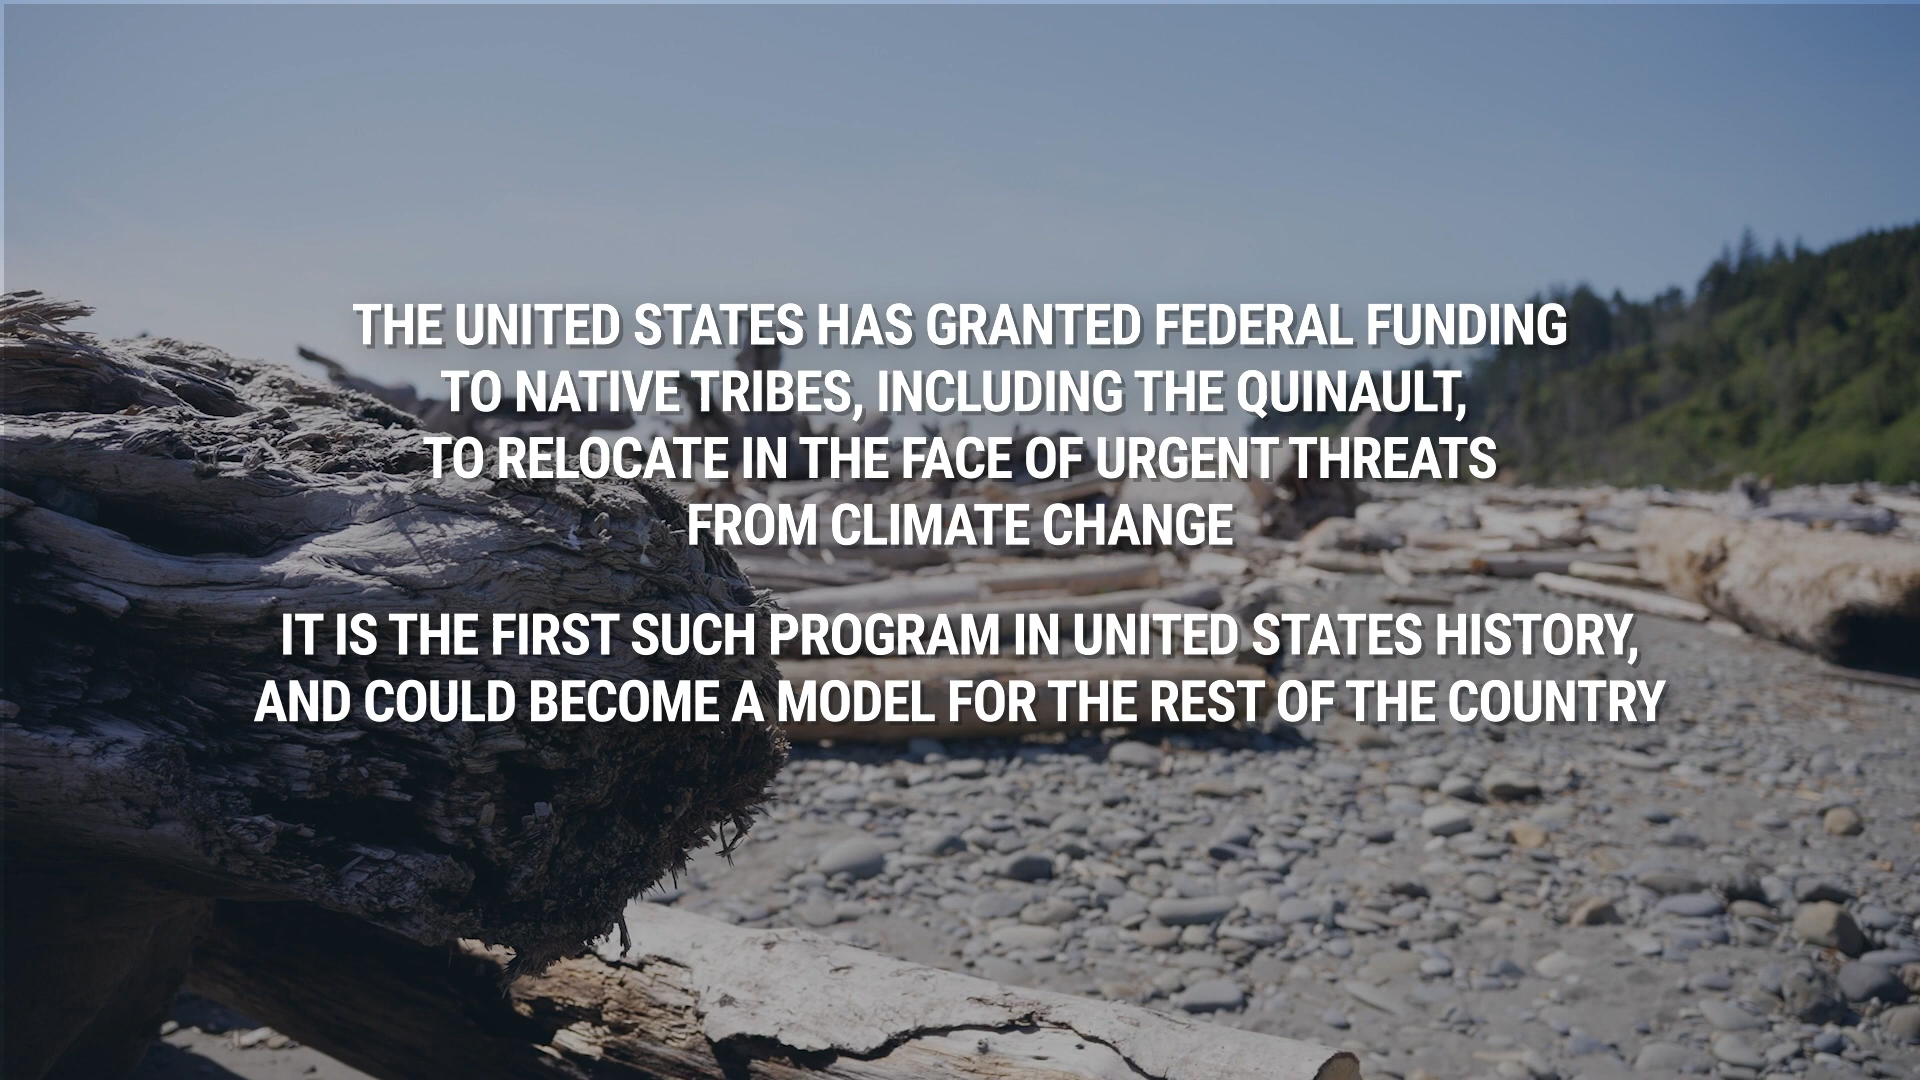 THE UNITED STATES HAS GRANTED FEDERAL FUNDING
TO NATIVE TRIBES, INCLUDING THE QUINAULT,
TO RELOCATE IN THE FACE OF URGENT THREATS
FROM CLIMATE CHANGE
IT IS THE FIRST SUCH PROGRAM IN UNITED STATES HISTORY,
AND COULD BECOME A MODEL FOR THE REST OF THE COUNTRY